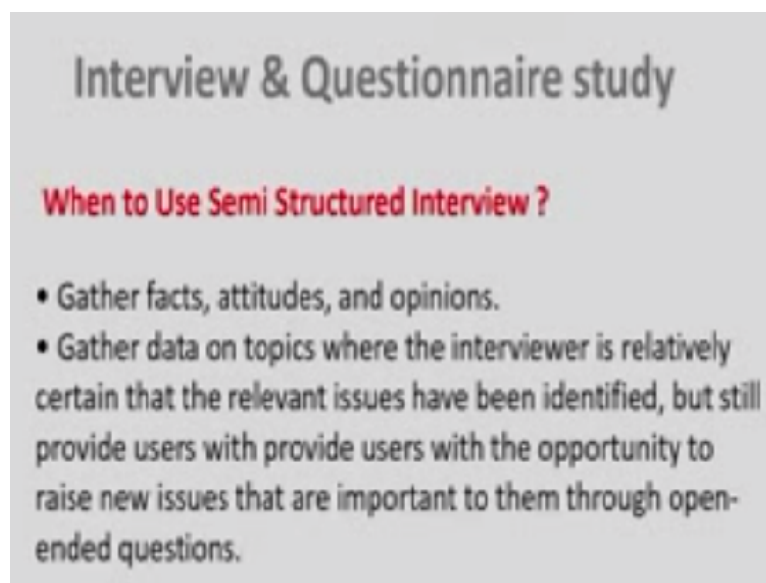 Interview & Questionnaire study
When to Use Semi Structured Interview ?
• Gather facts, attitudes, and opinions.
• Gather data on topics where the interviewer is relatively
certain that the relevant issues have been identified, but still
provide users with provide users with the opportunity to
raise new issues that are important to them through open-
ended questions.